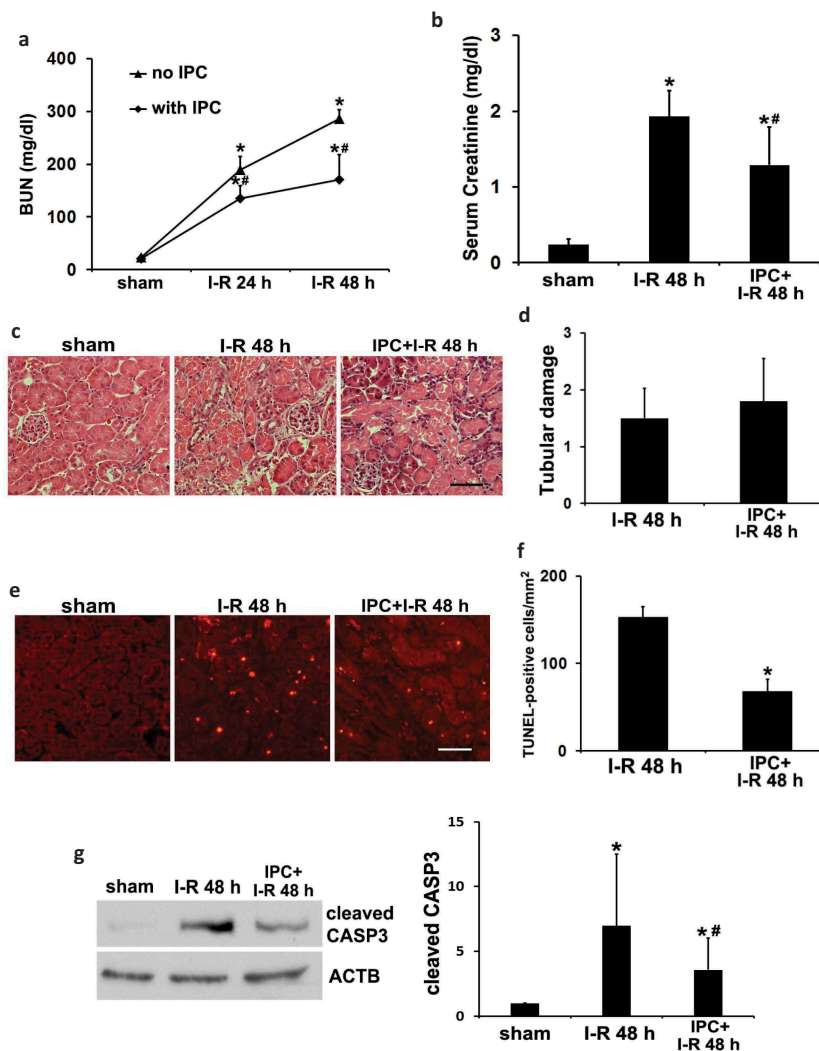 a
BUN (mg/dl)
400
300
200
100
0
no IPC
with IPC
*
*
*#
*#
sham
I-R 24 h
I-R 48 h
b
Serum Creatinine (mg/dl)
3
2
1
0
*
*#
sham
I-R 48 h
IPC+
I-R 48 h
c
sham
I-R 48 h
IPC+I-R 48 h
d
Tubular damage
3
2
1
0
I-R 48 h
IPC+
I-R 48 h
e
sham
I-R 48 h
IPC+I-R 48 h
f
TUNEL-positive cells/mm²
200
100
0
*
I-R 48 h
IPC+
I-R 48 h
g
sham
I-R 48 h
IPC+
I-R 48 h
cleaved
CASP3
ACTB
cleaved CASP3
15
10
5
0
*
*#
sham
I-R 48 h
IPC+
I-R 48 h